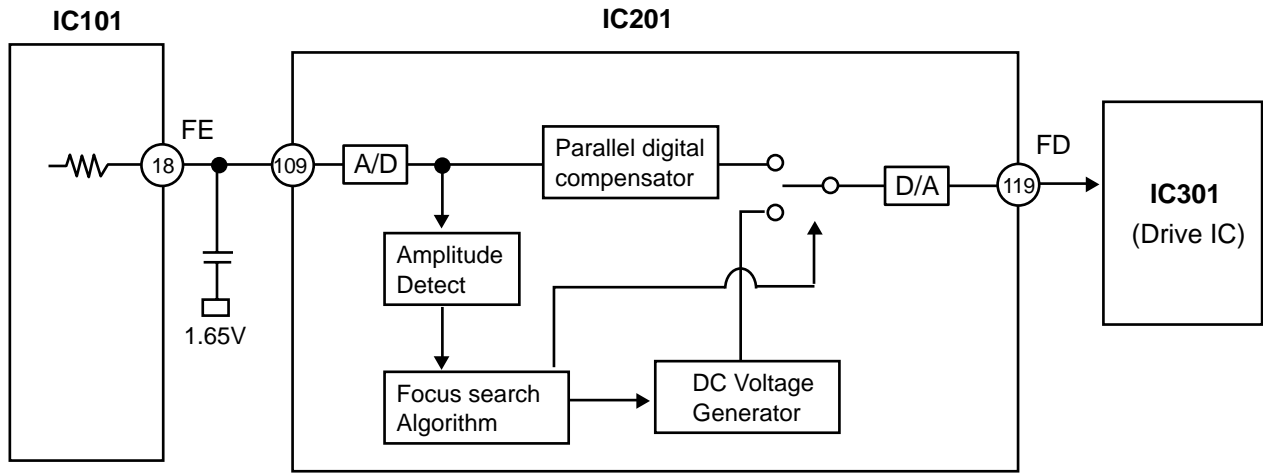 IC101
IC201
FE
18
109
A/D
Parallel digital
compensator
D/A
119
FD
IC301
(Drive IC)
Amplitude
Detect
1.65V
Focus search
Algorithm
DC Voltage
Generator